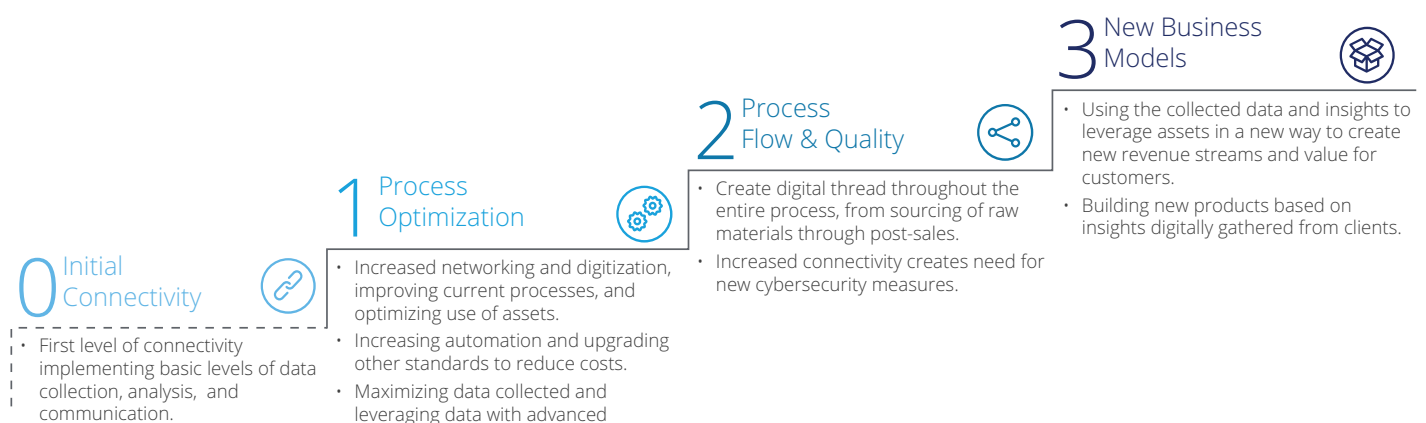 0 Initial
Connectivity
• First level of connectivity
implementing basic levels of data
collection, analysis, and
communication.
1 Process
Optimization
• Increased networking and digitization,
improving current processes, and
optimizing use of assets.
• Increasing automation and upgrading
other standards to reduce costs.
• Maximizing data collected and
leveraging data with advanced
2 Process
Flow & Quality
• Create digital thread throughout the
entire process, from sourcing of raw
materials through post-sales.
• Increased connectivity creates need for
new cybersecurity measures.
3 New Business
Models
• Using the collected data and insights to
leverage assets in a new way to create
new revenue streams and value for
customers.
• Building new products based on
insights digitally gathered from clients.